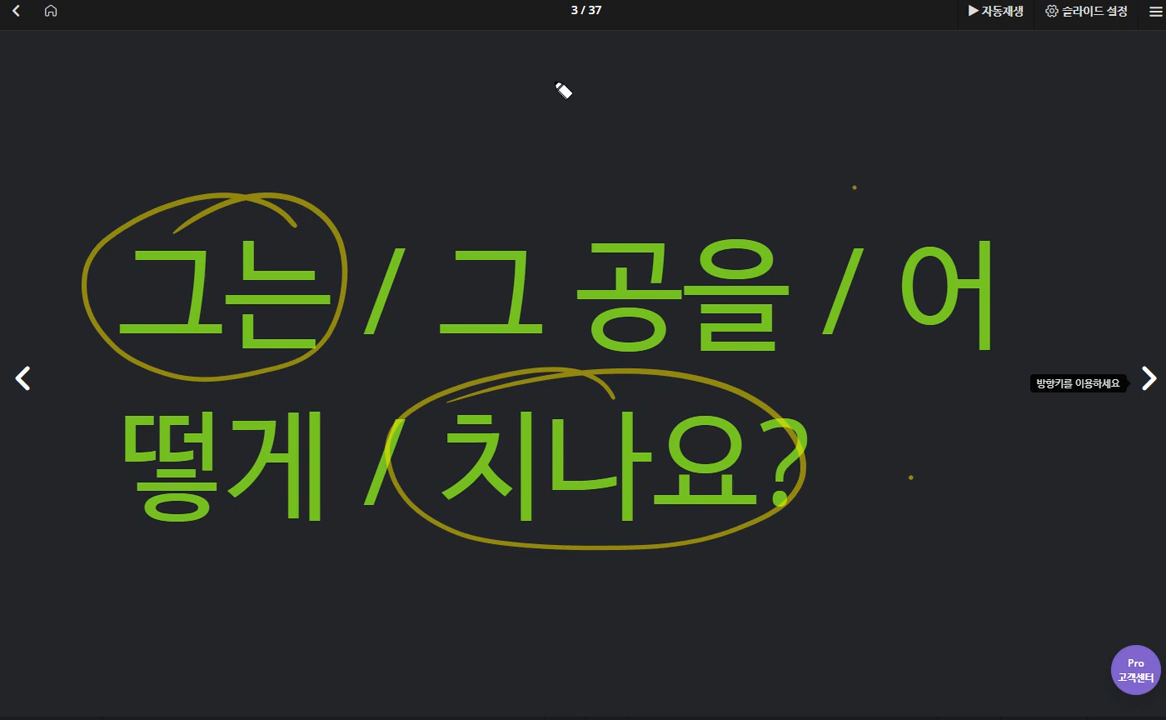 3 / 37
▶ 자동재생
슬라이드 설정
그는 / 그 공을 / 어
떻게 / 치나요?
방향키를 이용하세요
Pro
고객센터